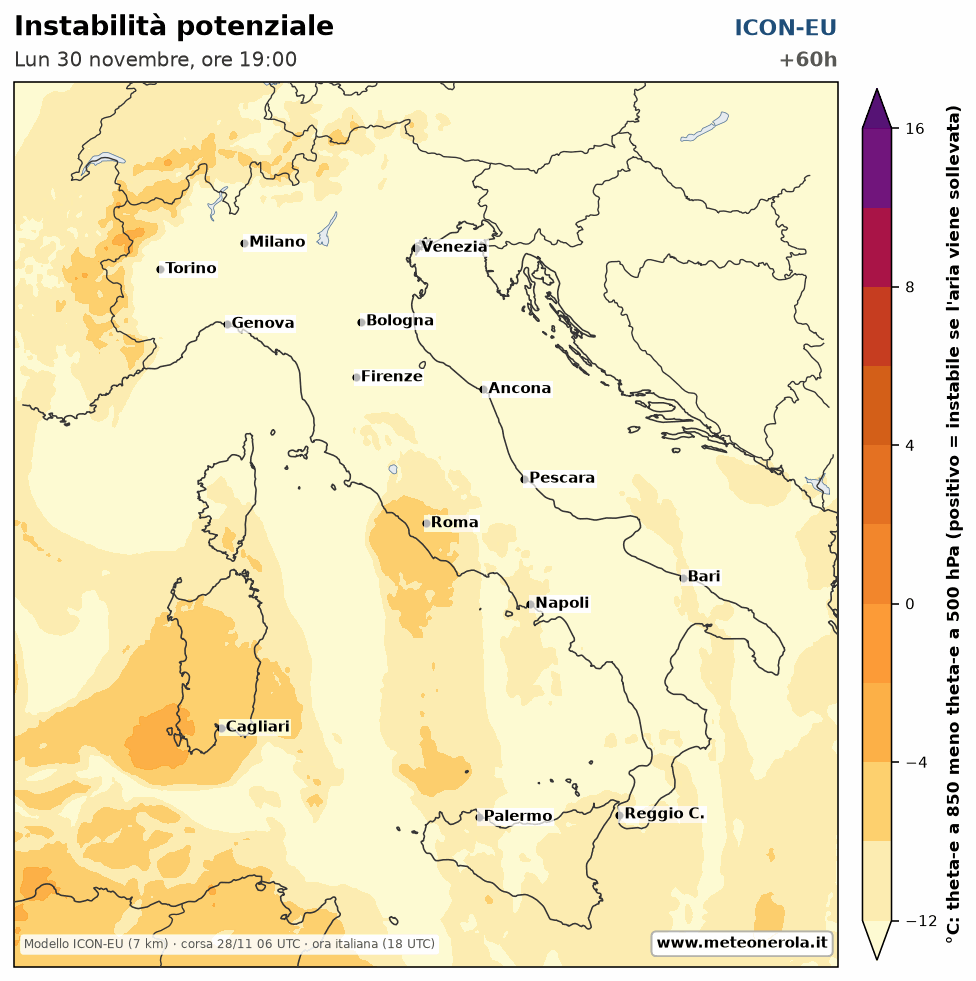 Instabilità potenziale
ICON-EU
Lun 30 novembre, ore 19:00
+60h
Milano
Venezia
Torino
Genova
Bologna
Firenze
Ancona
Pescara
Roma
Bari
Napoli
Cagliari
Palermo
Reggio C.
Modello ICON-EU (7 km) · corsa 28/11 06 UTC · ora italiana (18 UTC)
www.meteonerola.it
16
8
4
0
−4
−12
°C: theta-e a 850 meno theta-e a 500 hPa (positivo = instabile se l'aria viene sollevata)